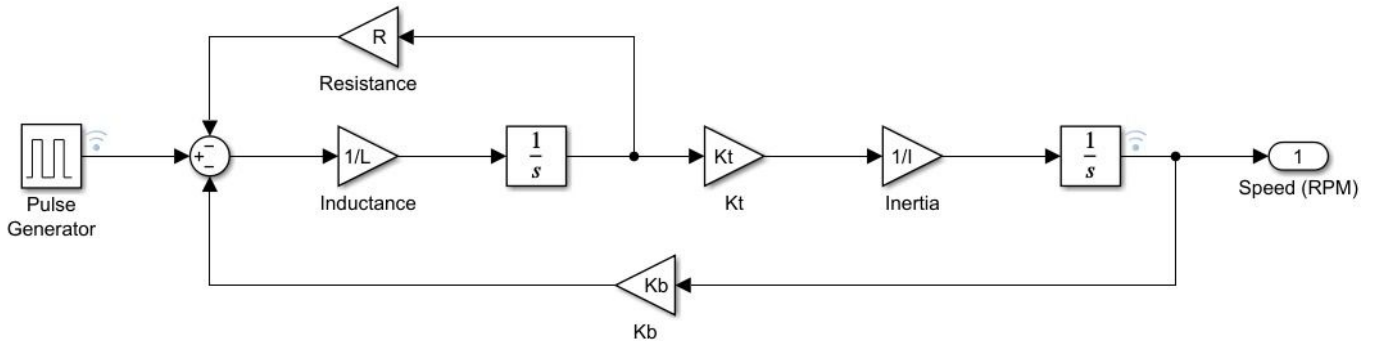 R
Resistance
+
−
−
1/L
Inductance
1
s
Kt
Kt
1/I
Inertia
1
s
1
Speed (RPM)
Pulse
Generator
Kb
Kb